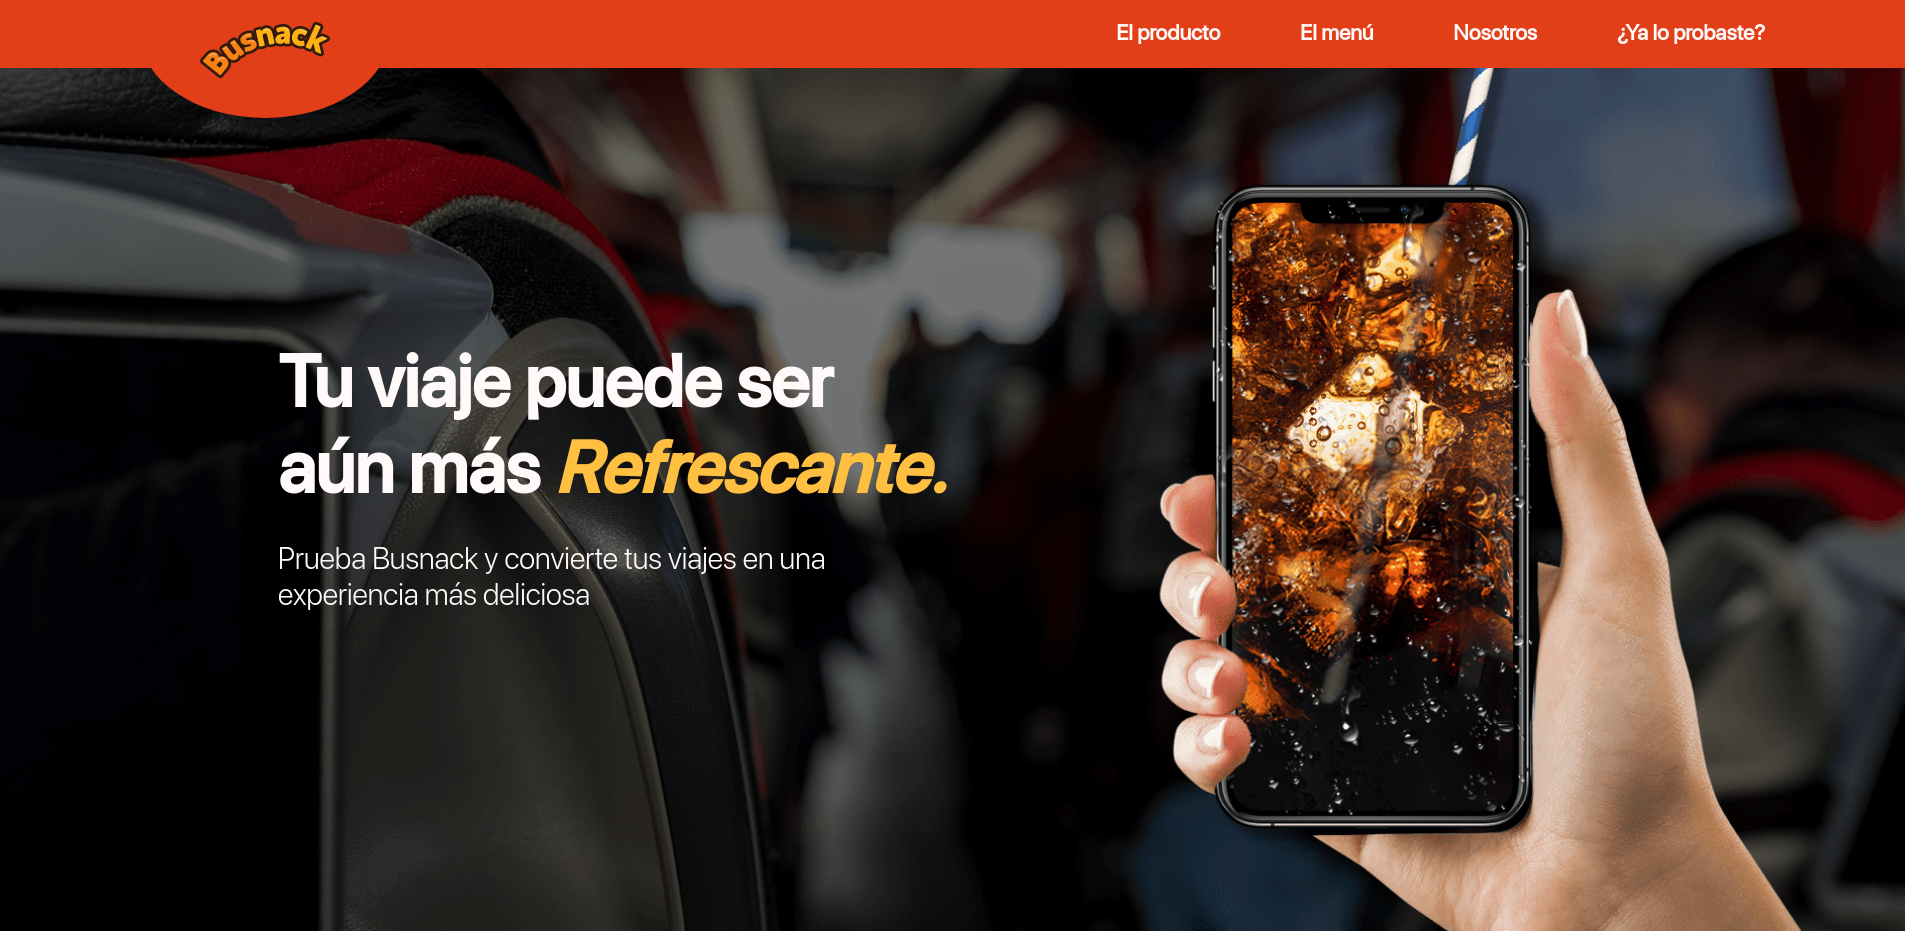 Busnack
El producto
El menú
Nosotros
¿Ya lo probaste?
Tu viaje puede ser
aún más Refrescante.
Prueba Busnack y convierte tus viajes en una
experiencia más deliciosa